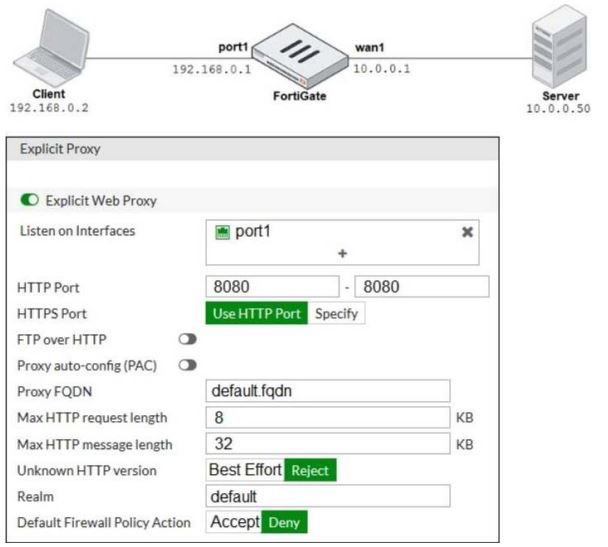 port1
wan1
192.168.0.1
10.0.0.1
Client
FortiGate
Server
192.168.0.2
10.0.0.50
Explicit Proxy
Explicit Web Proxy
Listen on Interfaces port1
+
HTTP Port 8080 - 8080
HTTPS Port Use HTTP Port Specify
FTP over HTTP
Proxy auto-config (PAC)
Proxy FQDN default.fqdn
Max HTTP request length 8 KB
Max HTTP message length 32 KB
Unknown HTTP version Best Effort Reject
Realm default
Default Firewall Policy Action Accept Deny